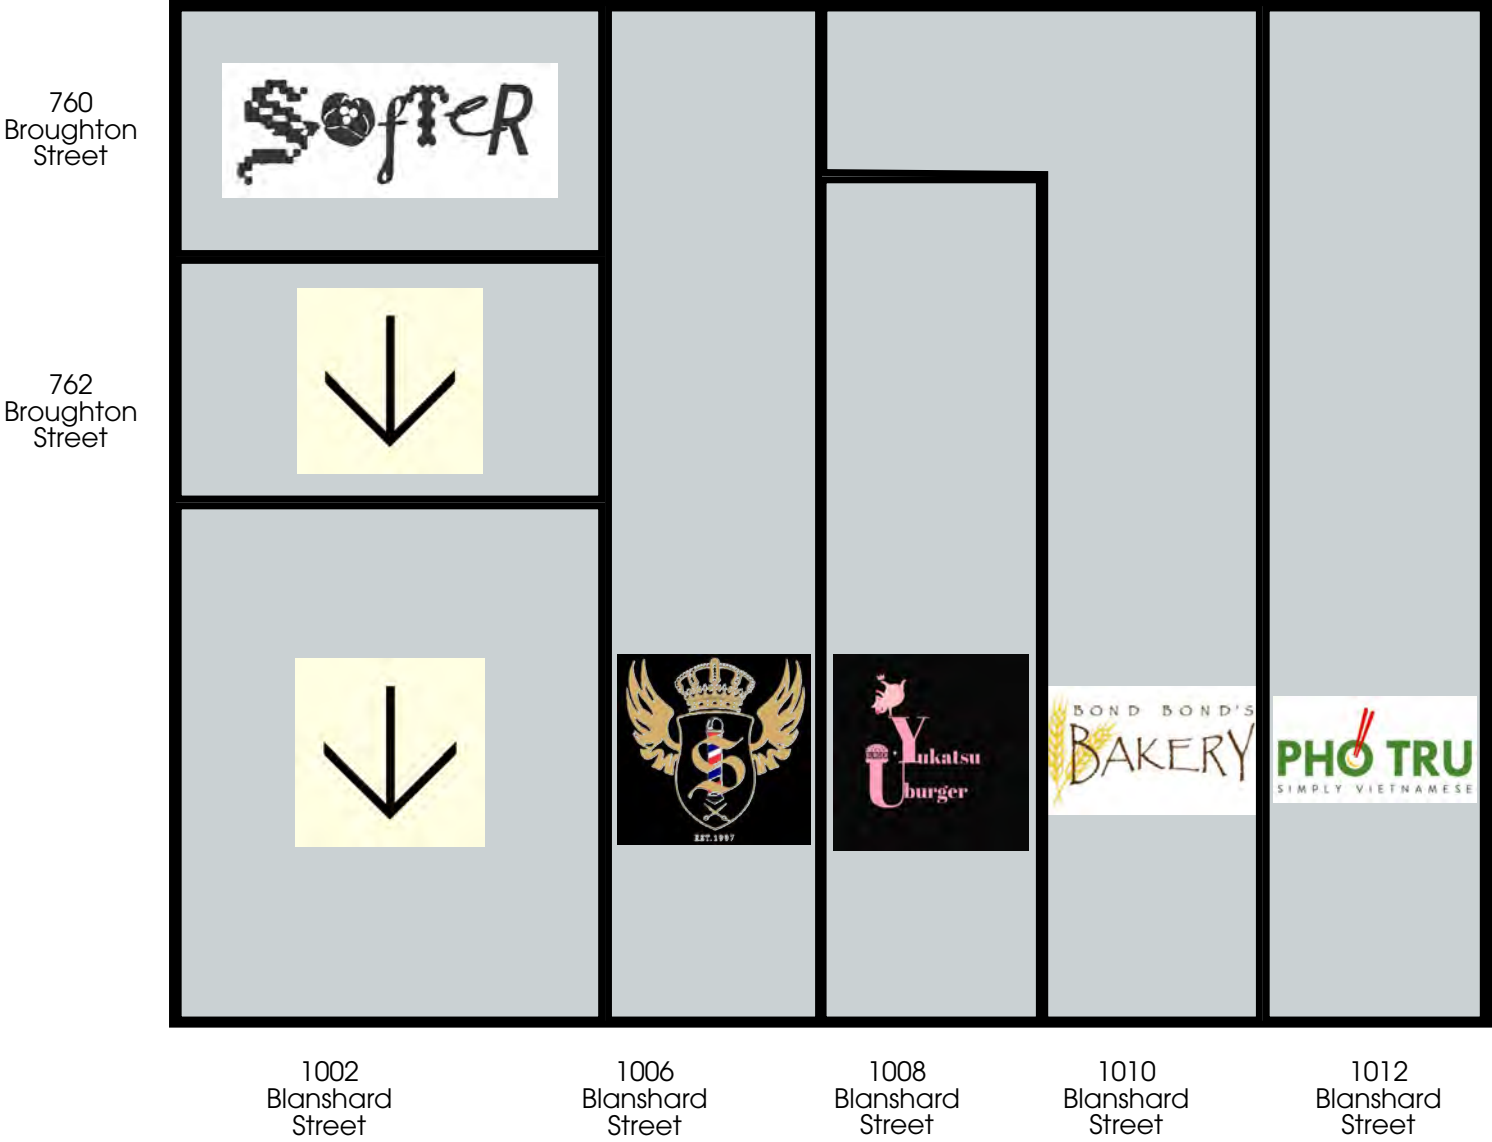 760
Broughton
Street
SofTeR
762
Broughton
Street
S
EST.1997
Yukatsu
Uburger
BOND BOND'S
BAKERY
PHỞ TRU
SIMPLY VIETNAMESE
1002
Blanshard
Street
1006
Blanshard
Street
1008
Blanshard
Street
1010
Blanshard
Street
1012
Blanshard
Street